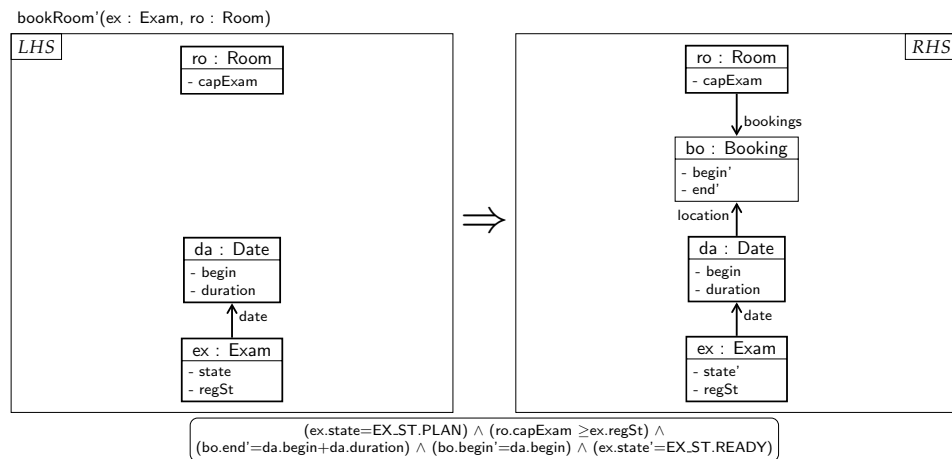 bookRoom'(ex : Exam, ro : Room)
LHS
ro : Room
- capExam
da : Date
- begin
- duration
date
ex : Exam
- state
- regSt
⇒
RHS
ro : Room
- capExam
bookings
bo : Booking
- begin'
- end'
location
da : Date
- begin
- duration
date
ex : Exam
- state'
- regSt
(ex.state=EX_ST.PLAN) ∧ (ro.capExam ≥ex.regSt) ∧
(bo.end'=da.begin+da.duration) ∧ (bo.begin'=da.begin) ∧ (ex.state'=EX_ST.READY)